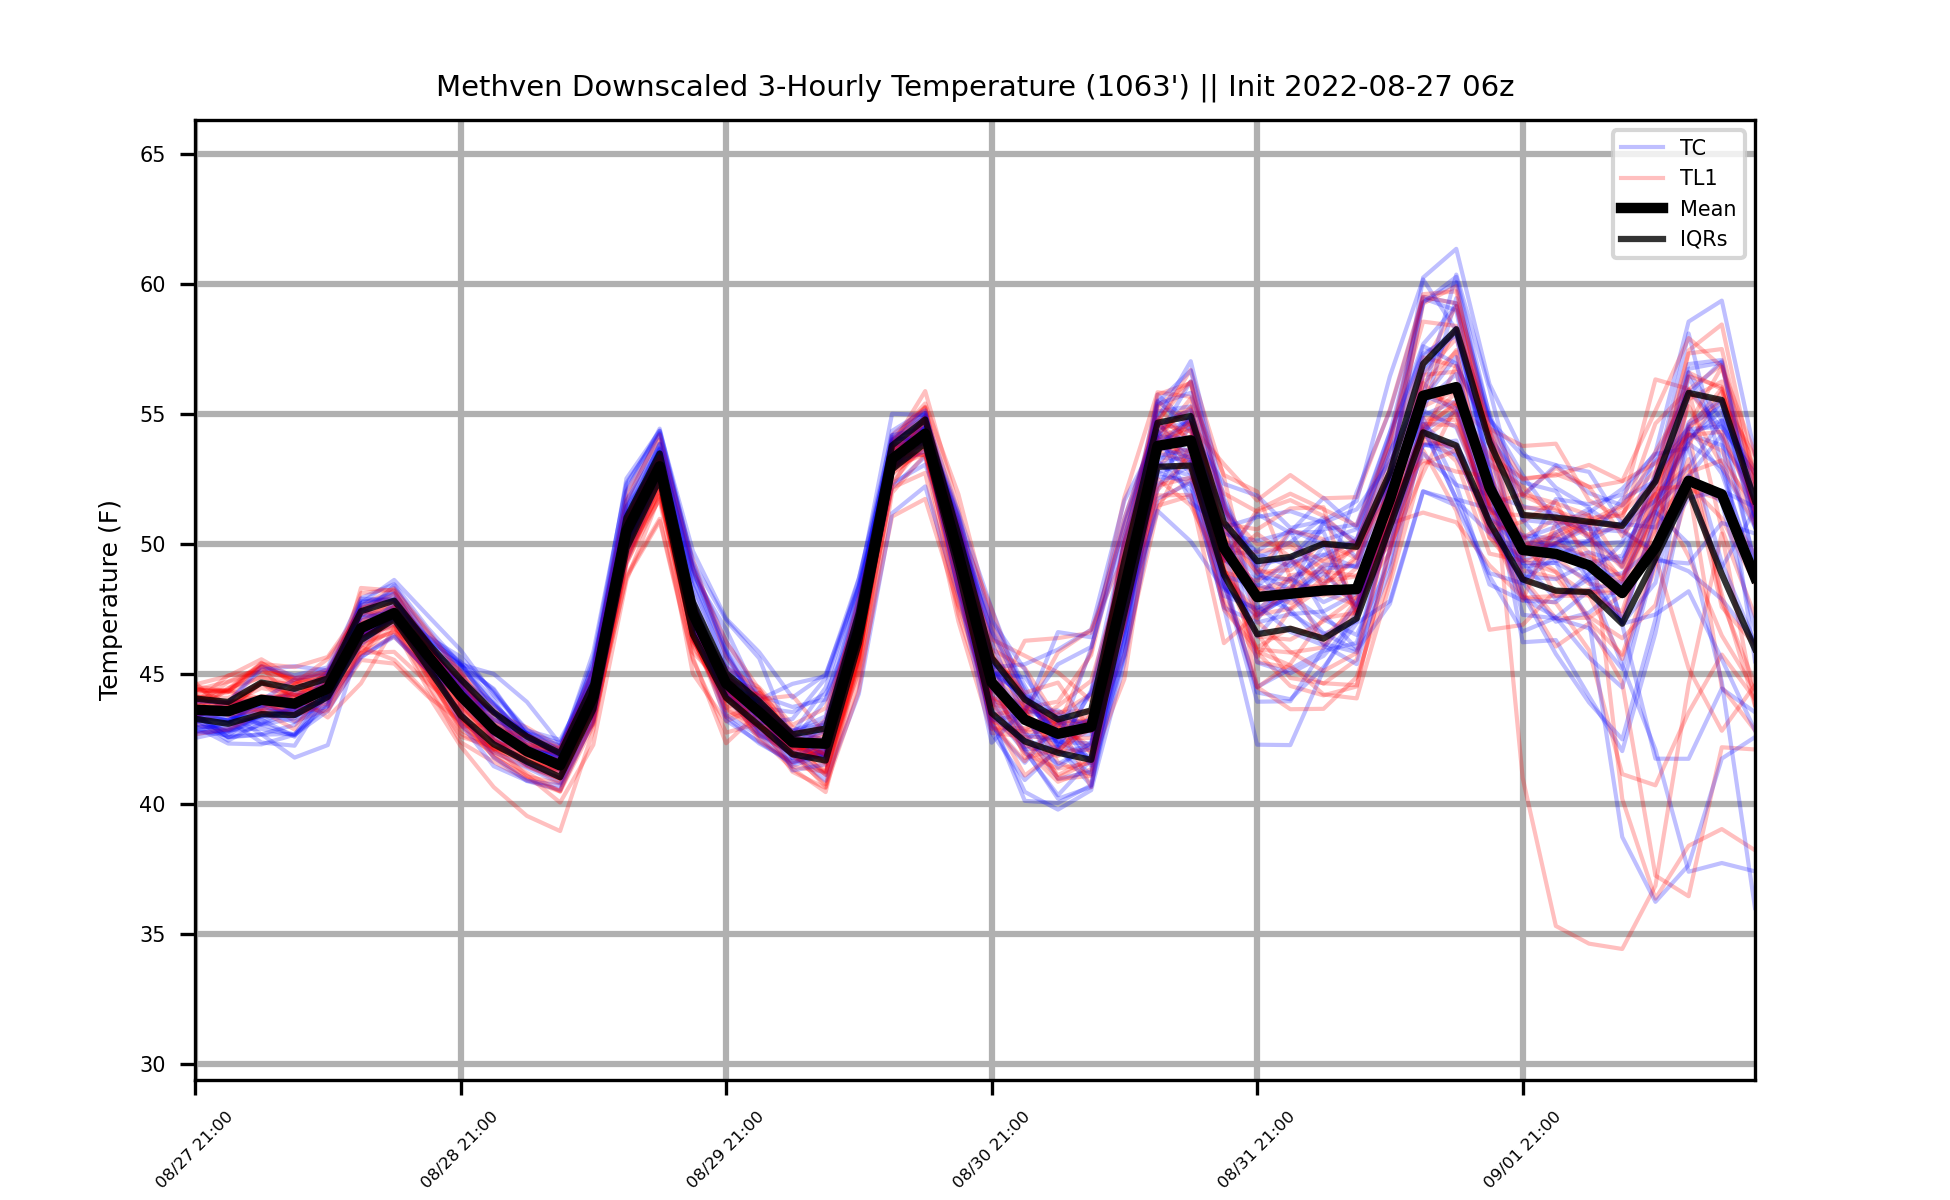 Methven Downscaled 3-Hourly Temperature (1063') || Init 2022-08-27 06z
TC
TL1
Mean
IQRs
Temperature (F)
65
60
55
50
45
40
35
30
08/27 21:00
08/28 21:00
08/29 21:00
08/30 21:00
08/31 21:00
09/01 21:00